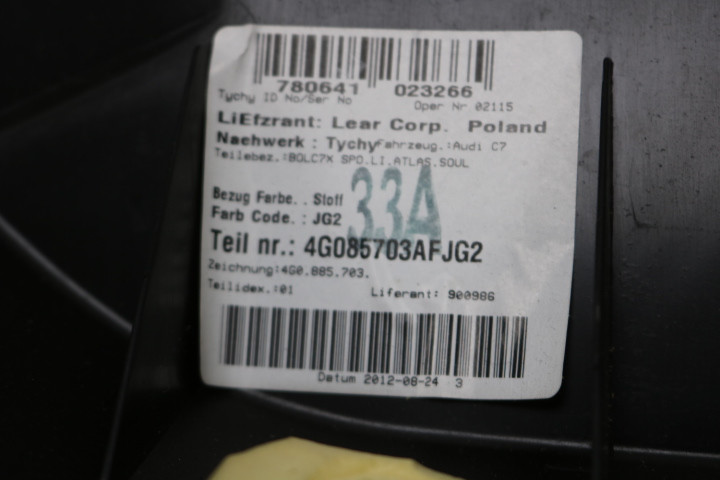 780641 023266
Tychy ID No/Ser No Oper Nr 02115
LiEfzrant: Lear Corp. Poland
Naehwerk : Tychy Fahrzeug.:Audi C7
Teilebez.:BQLC7X SPO.LI.ATLAS.SOUL
33A
Bezug Farbe. . Stoff
Farb Code. : JG2
Teil nr.: 4G085703AFJG2
Zeichnung:4G0.885.703.
Teilidex.:01 Liferant: 900986
Datum 2012-08-24 3